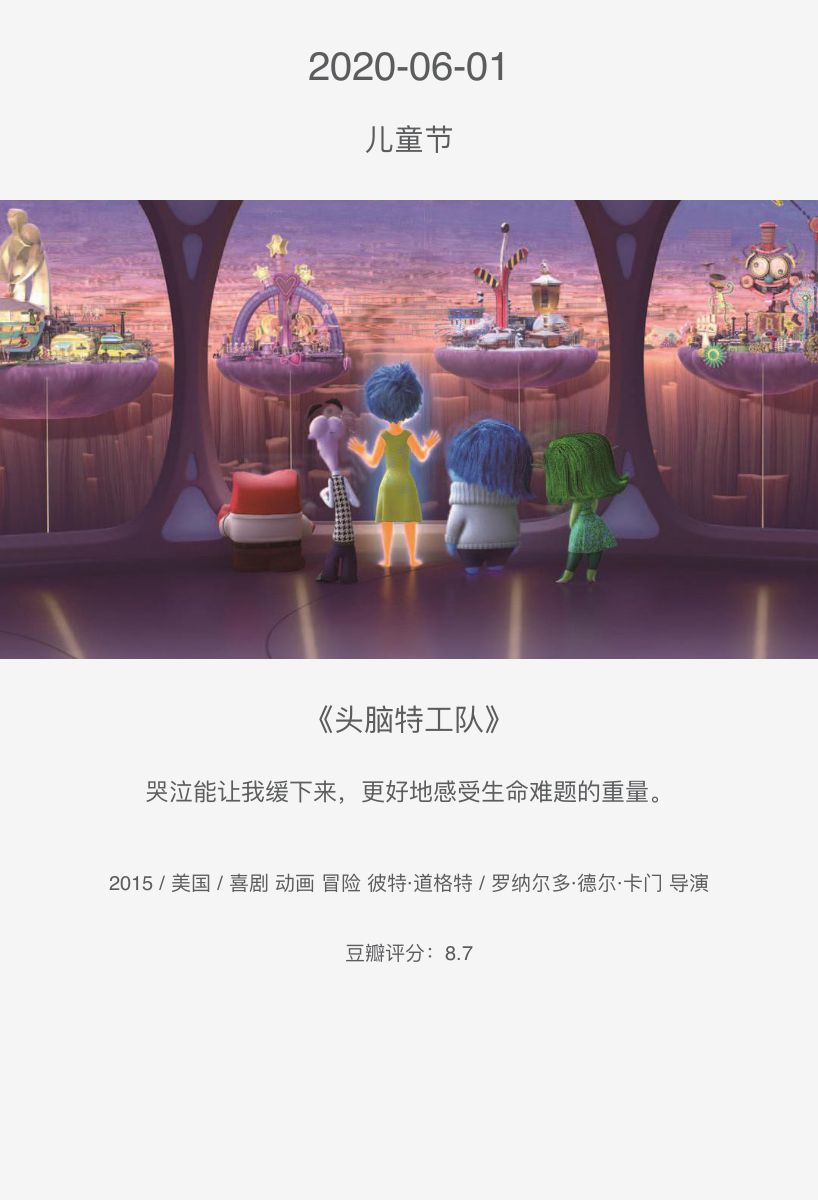 2020-06-01
儿童节
《头脑特工队》
哭泣能让我缓下来，更好地感受生命难题的重量。
2015 / 美国 / 喜剧 动画 冒险 彼特·道格特 / 罗纳尔多·德尔·卡门 导演
豆瓣评分：8.7